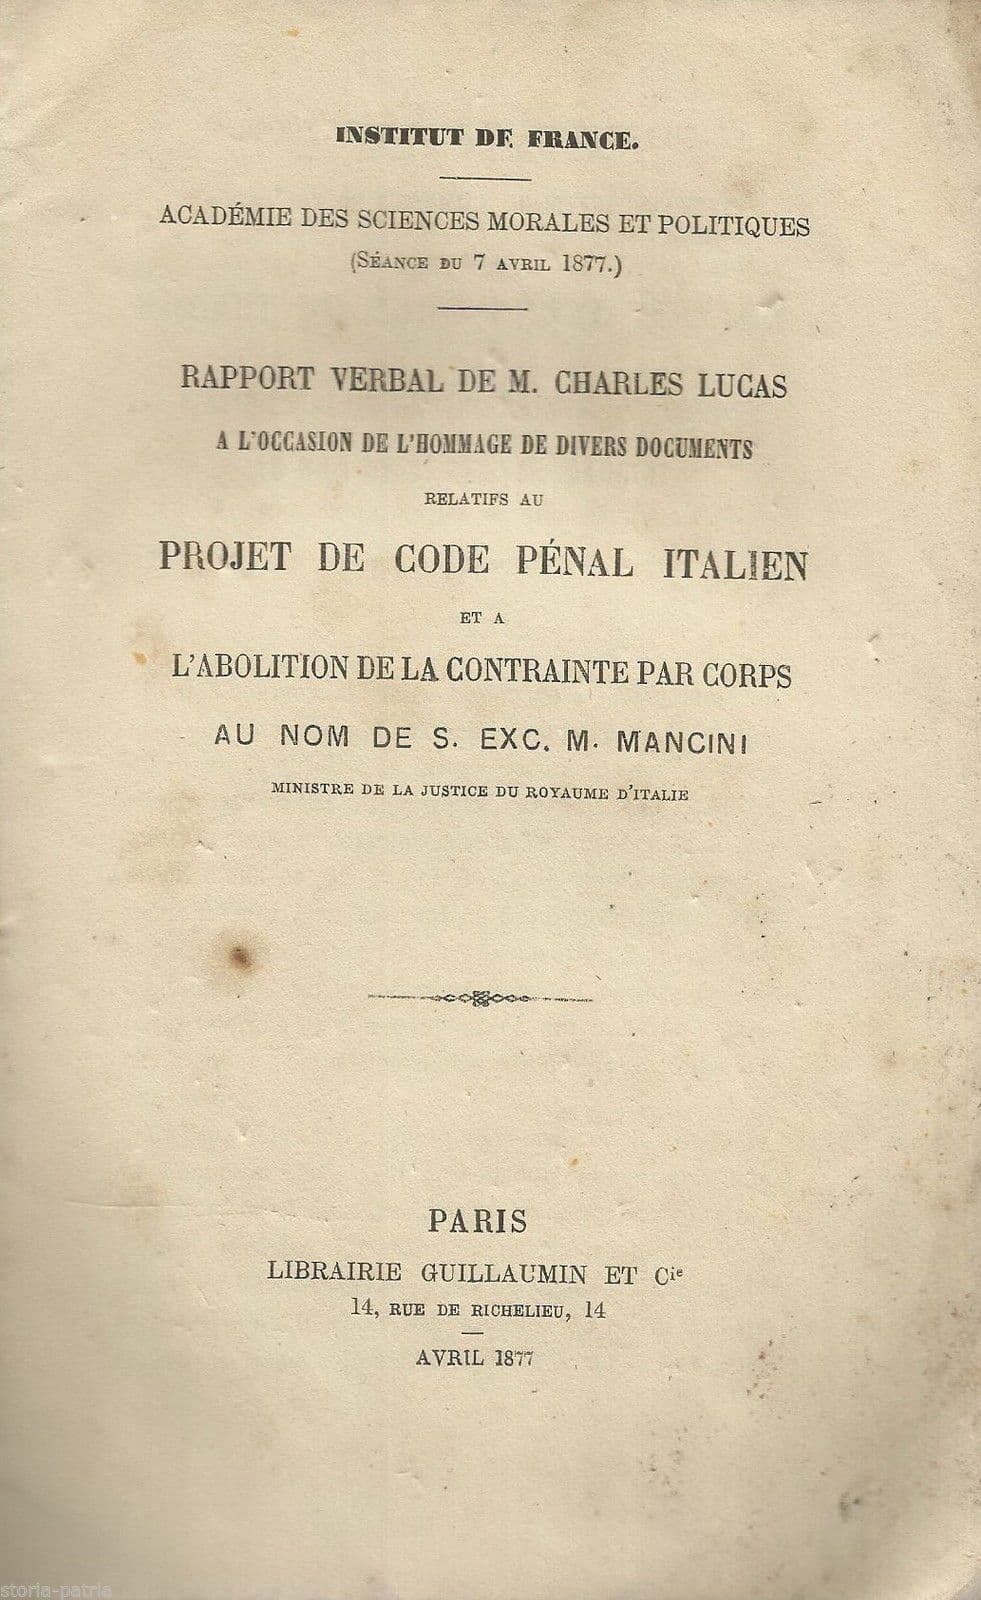 INSTITUT DE FRANCE.
ACADÉMIE DES SCIENCES MORALES ET POLITIQUES
(SÉANCE DU 7 AVRIL 1877.)
RAPPORT VERBAL DE M. CHARLES LUCAS
A L'OCCASION DE L'HOMMAGE DE DIVERS DOCUMENTS
RELATIFS AU
PROJET DE CODE PÉNAL ITALIEN
ET A
L'ABOLITION DE LA CONTRAINTE PAR CORPS
AU NOM DE S. EXC. M. MANCINI
MINISTRE DE LA JUSTICE DU ROYAUME D'ITALIE
PARIS
LIBRAIRIE GUILLAUMIN ET Cie
14, RUE DE RICHELIEU, 14
AVRIL 1877
storia-patria